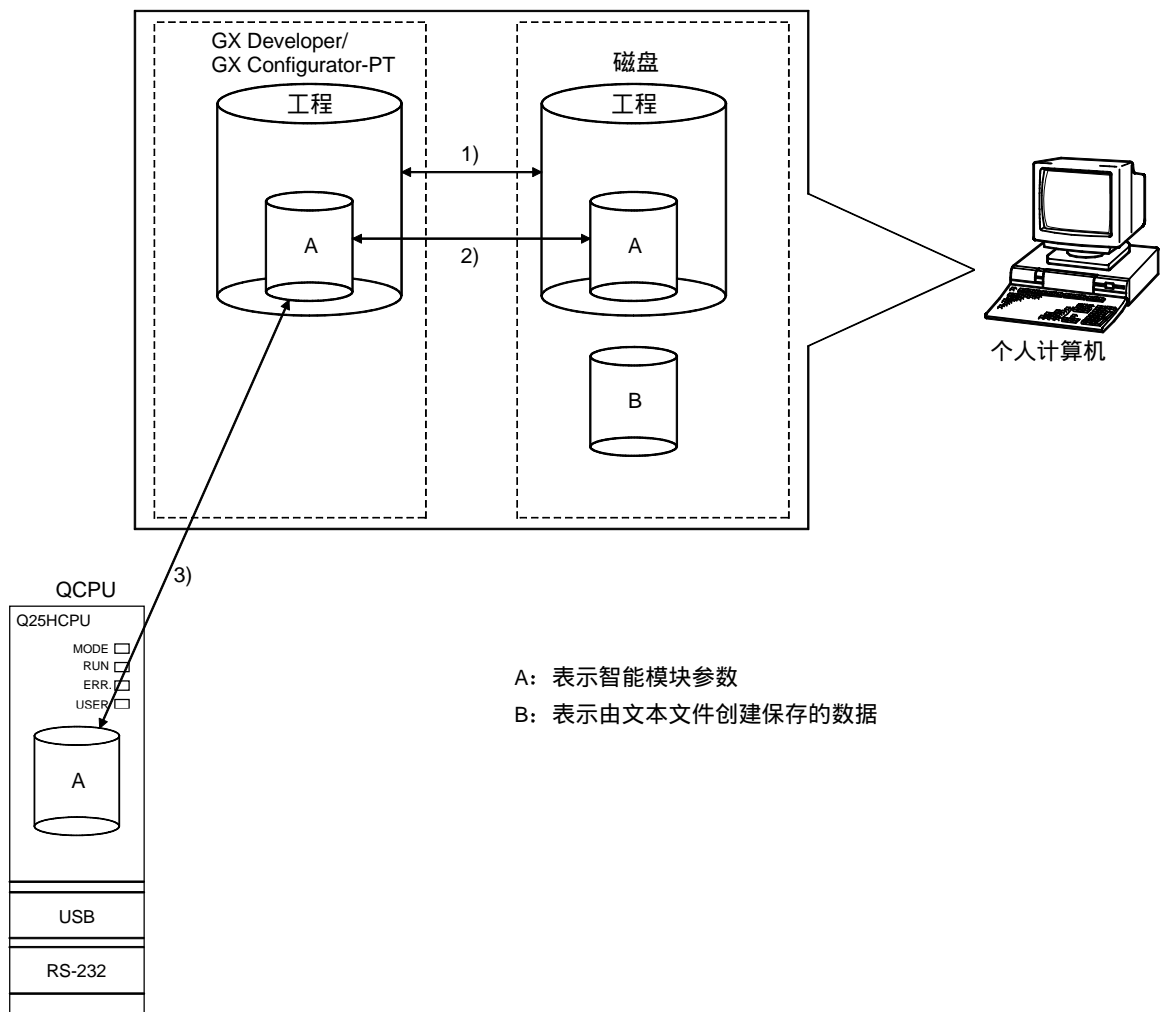 GX Developer/
GX Configurator-PT
工程
A
磁盘
工程
A
B
1)
2)
个人计算机
3)
QCPU
Q25HCPU
MODE
RUN
ERR.
USER
A
USB
RS-232
A：表示智能模块参数
B：表示由文本文件创建保存的数据